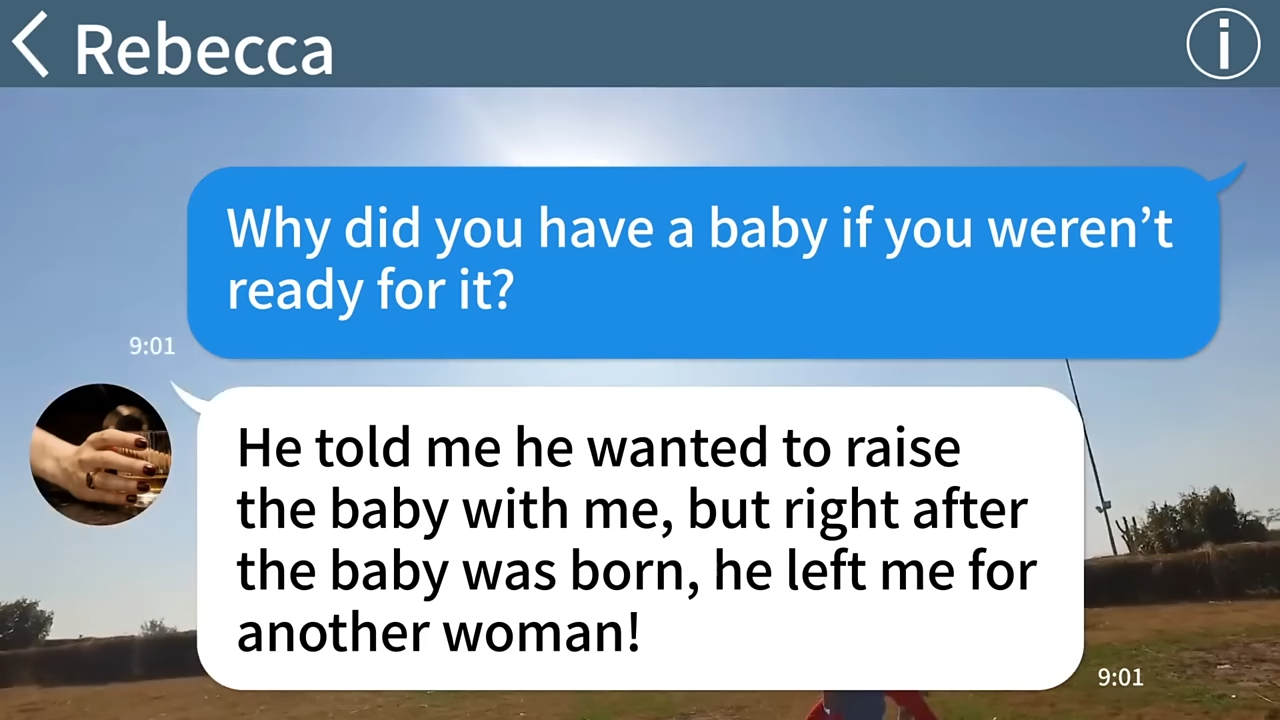 Rebecca
Why did you have a baby if you weren’t
ready for it?
9:01
He told me he wanted to raise
the baby with me, but right after
the baby was born, he left me for
another woman!
9:01